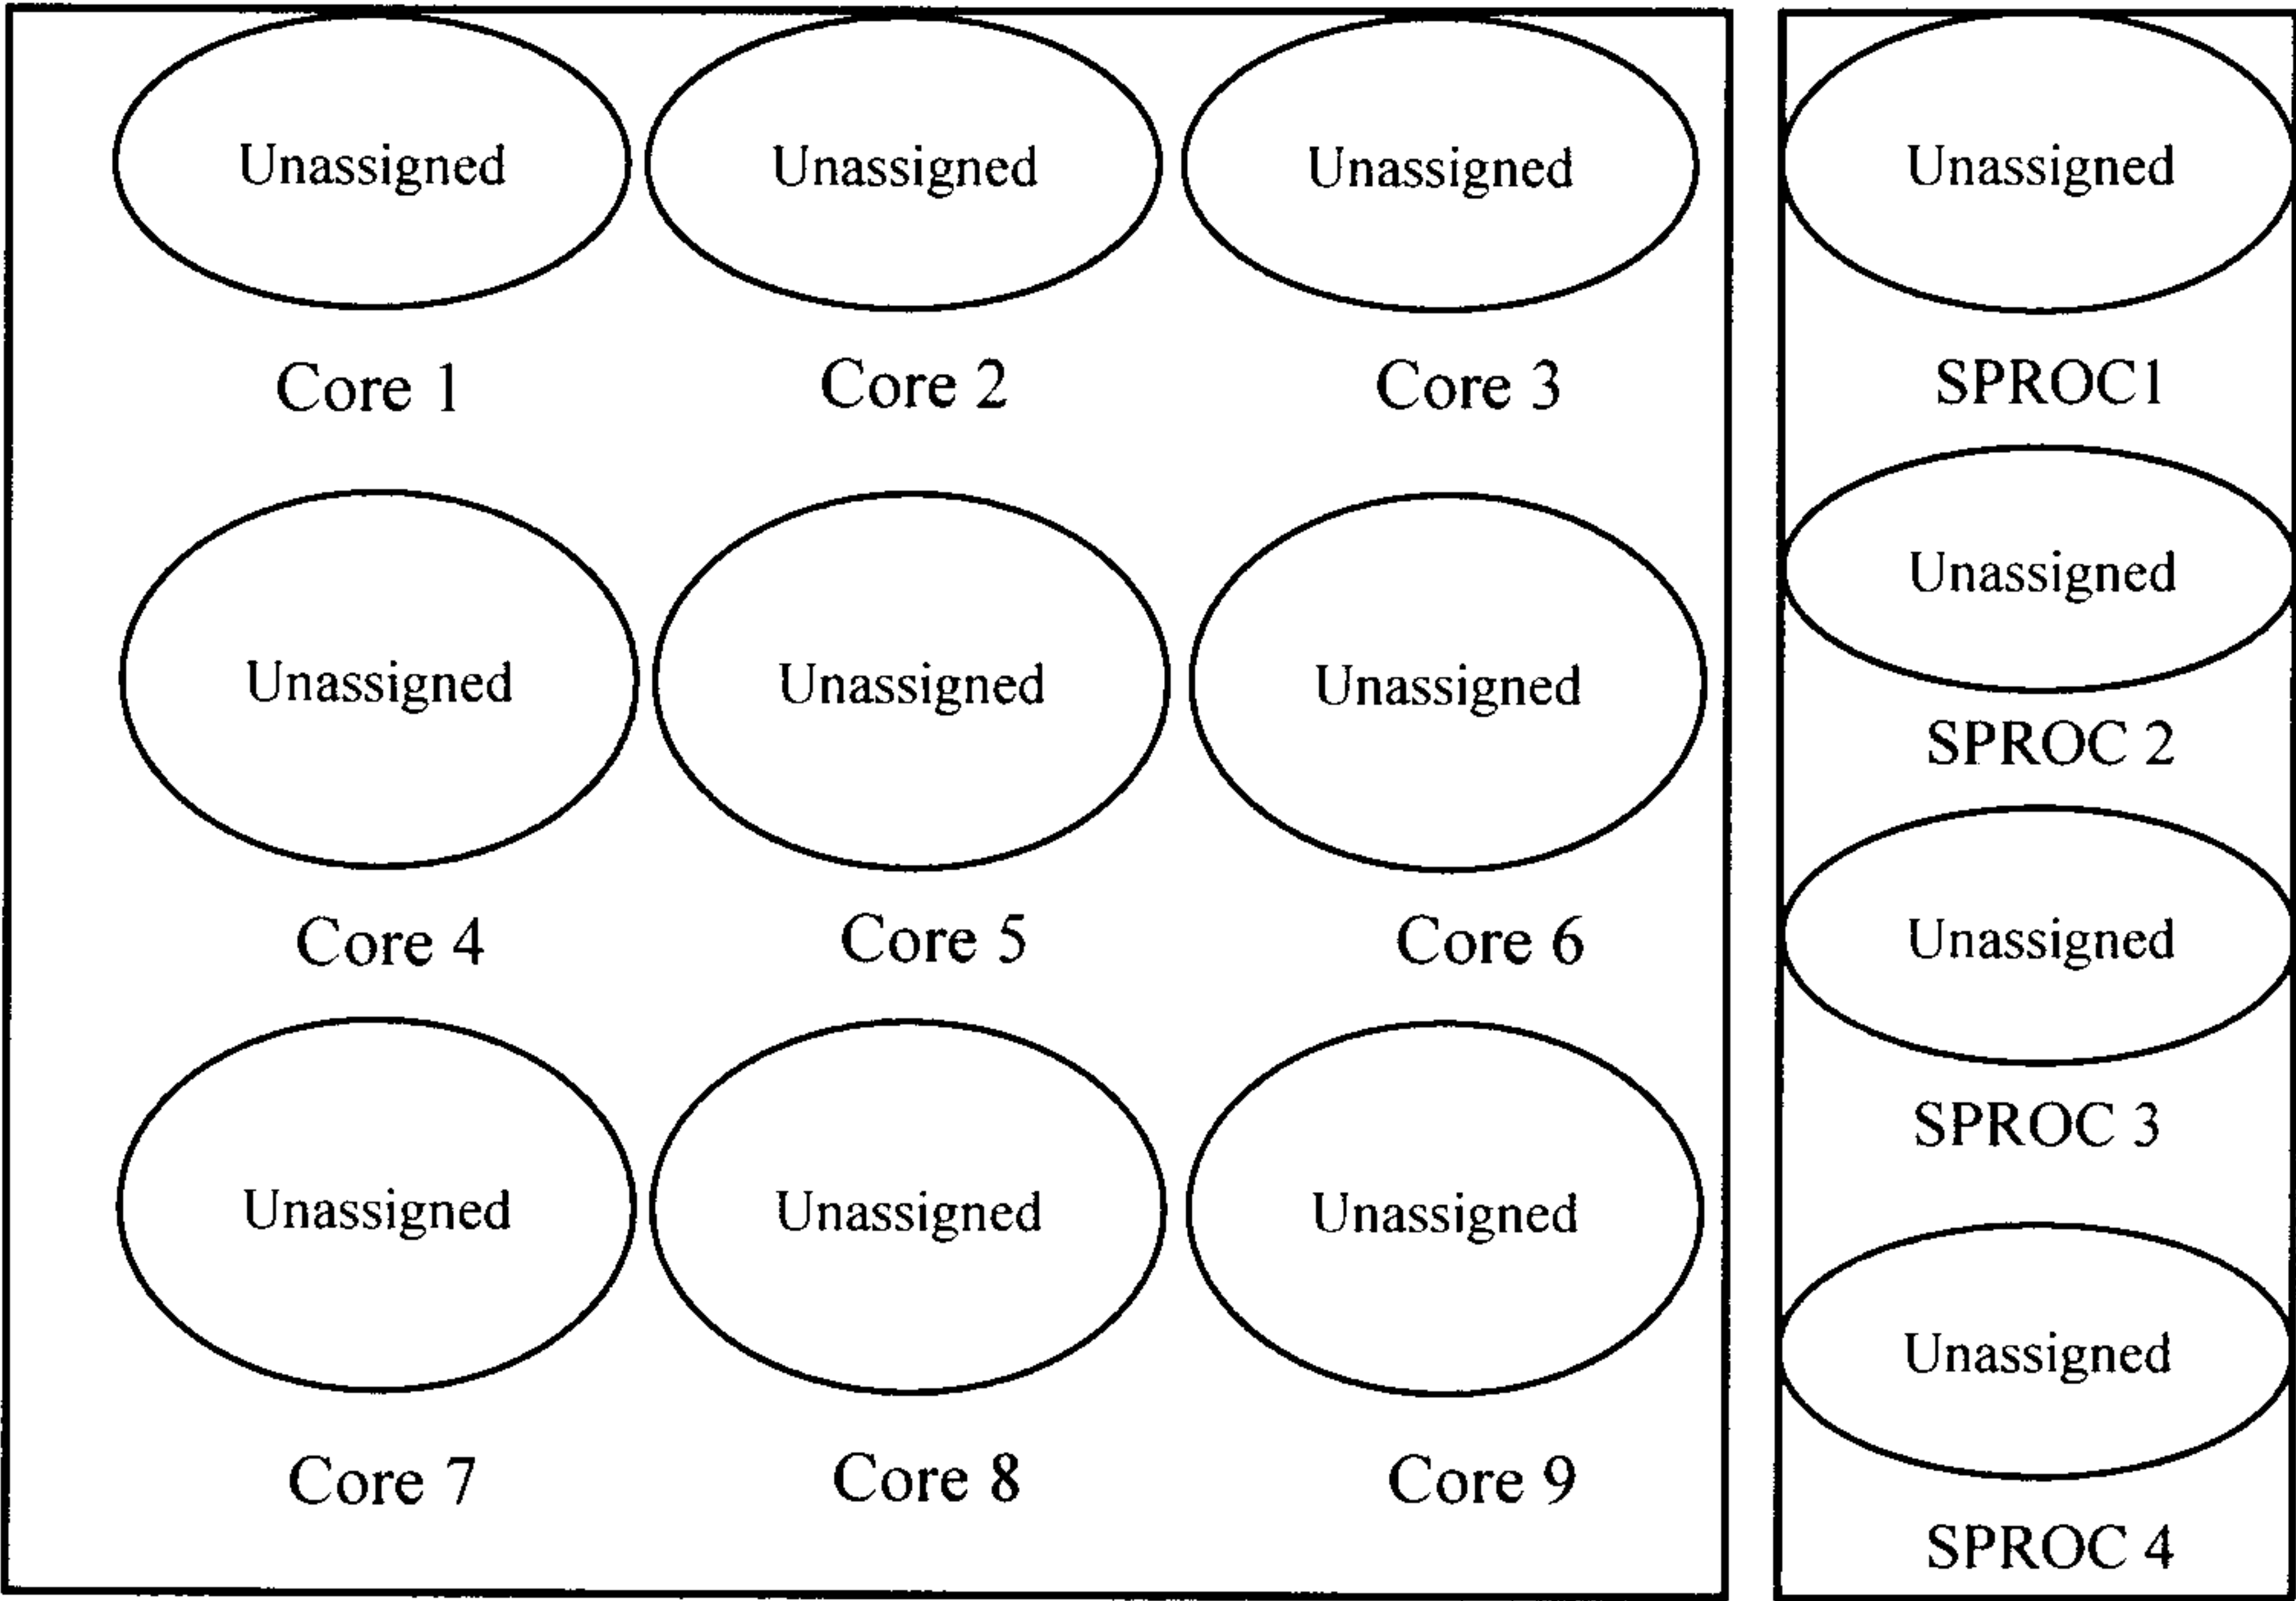 Unassigned Unassigned Unassigned
Core 1 Core 2 Core 3
Unassigned Unassigned Unassigned
Core 4 Core 5 Core 6
Unassigned Unassigned Unassigned
Core 7 Core 8 Core 9
Unassigned
SPROC1
Unassigned
SPROC 2
Unassigned
SPROC 3
Unassigned
SPROC 4